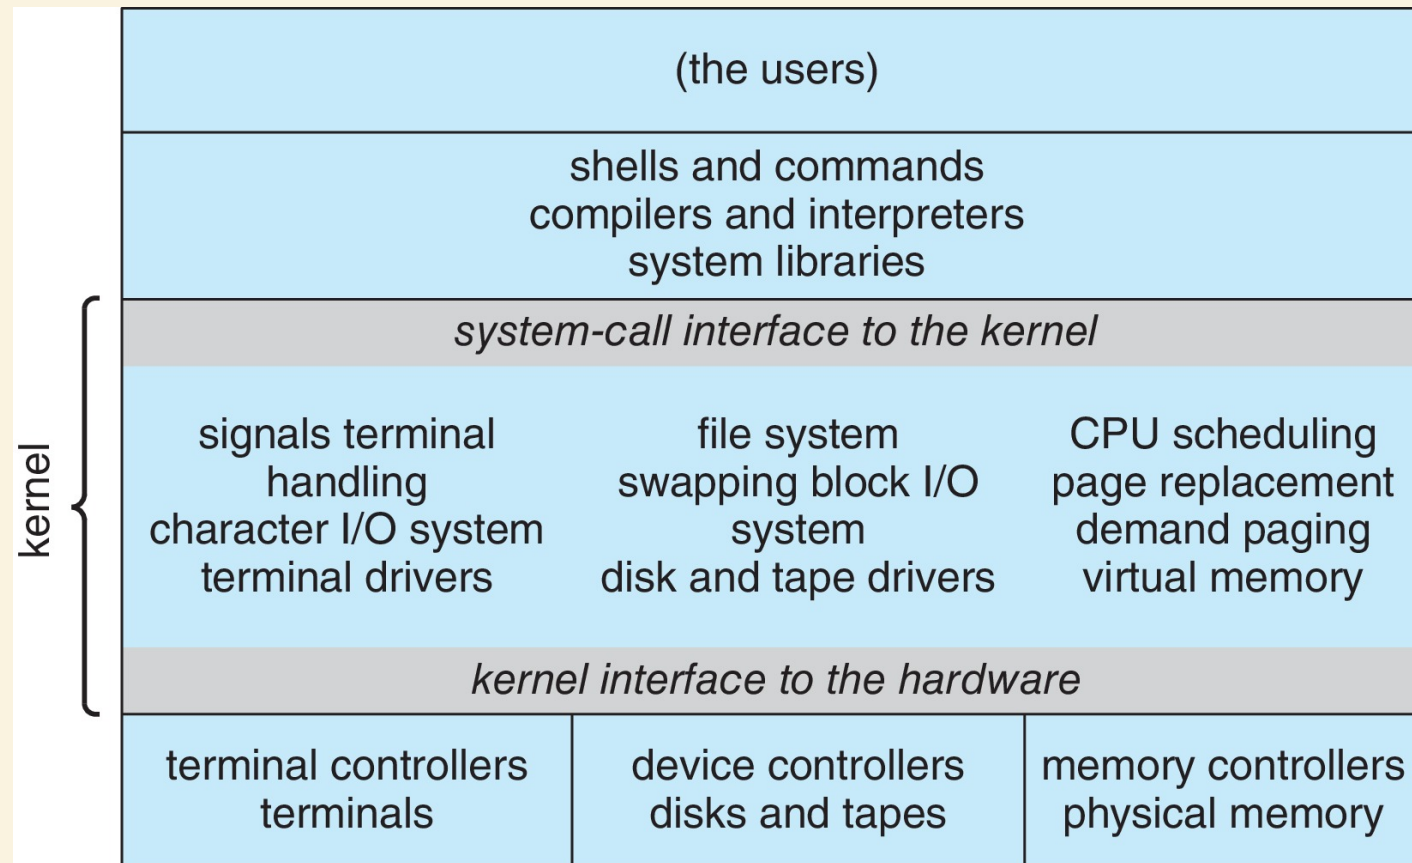 (the users)
shells and commands
compilers and interpreters
system libraries
system-call interface to the kernel
kernel
signals terminal
handling
character I/O system
terminal drivers
file system
swapping block I/O
system
disk and tape drivers
CPU scheduling
page replacement
demand paging
virtual memory
kernel interface to the hardware
terminal controllers
terminals
device controllers
disks and tapes
memory controllers
physical memory